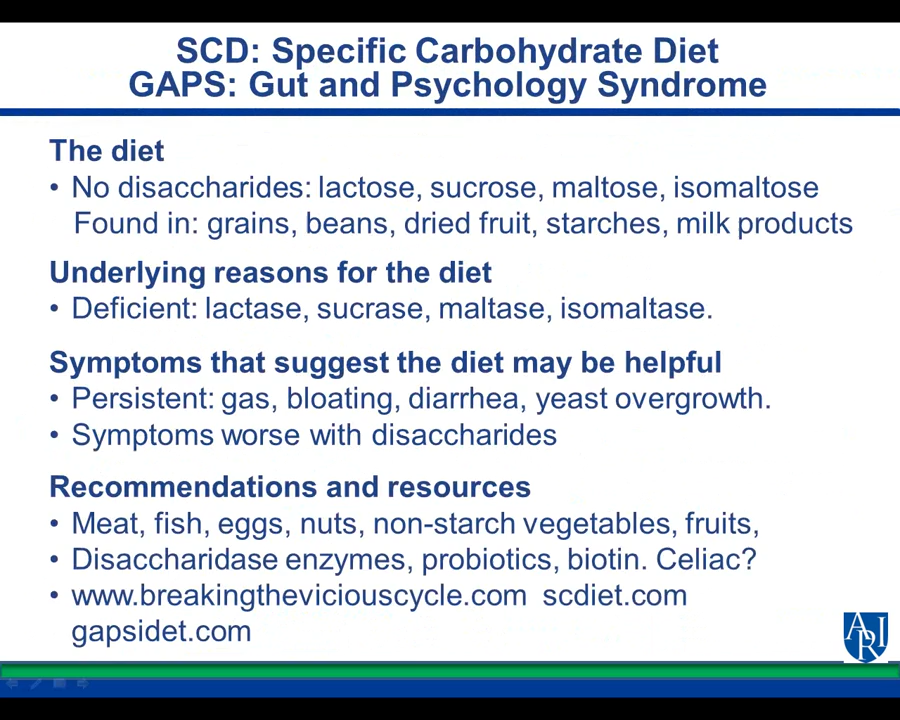 SCD: Specific Carbohydrate Diet
GAPS: Gut and Psychology Syndrome
The diet
• No disaccharides: lactose, sucrose, maltose, isomaltose
Found in: grains, beans, dried fruit, starches, milk products
Underlying reasons for the diet
• Deficient: lactase, sucrase, maltase, isomaltase.
Symptoms that suggest the diet may be helpful
• Persistent: gas, bloating, diarrhea, yeast overgrowth.
• Symptoms worse with disaccharides
Recommendations and resources
• Meat, fish, eggs, nuts, non-starch vegetables, fruits,
• Disaccharidase enzymes, probiotics, biotin. Celiac?
• www.breakingtheviciouscycle.com scdiet.com
gapsidet.com
ARI